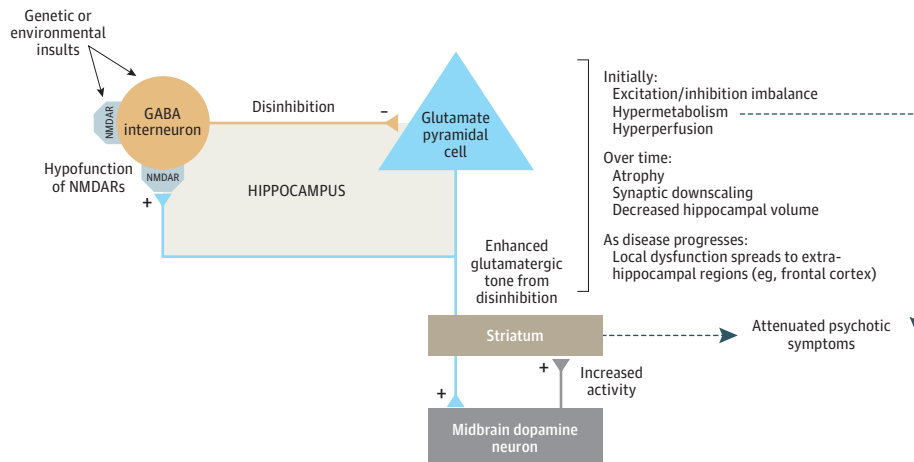 Genetic or
environmental
insults
NMDAR
GABA
interneuron
NMDAR
Hypofunction
of NMDARs
+
Disinhibition
–
Glutamate
pyramidal
cell
HIPPOCAMPUS
Enhanced
glutamatergic
tone from
disinhibition
Initially:
Excitation/inhibition imbalance
Hypermetabolism
Hyperperfusion
Over time:
Atrophy
Synaptic downscaling
Decreased hippocampal volume
As disease progresses:
Local dysfunction spreads to extra-
hippocampal regions (eg, frontal cortex)
Striatum
Attenuated psychotic
symptoms
+
+
Increased
activity
Midbrain dopamine
neuron